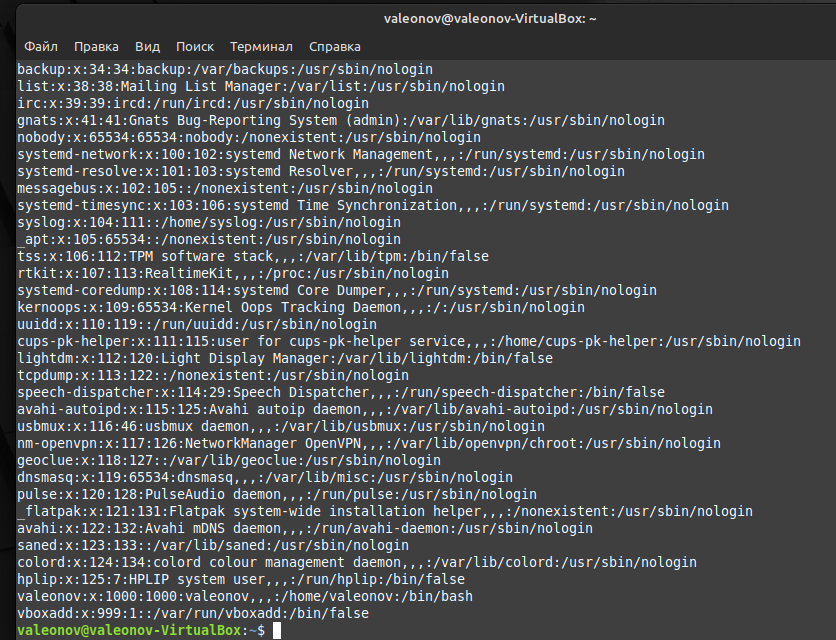 valeonov@valeonov-VirtualBox: ~
Файл Правка Вид Поиск Терминал Справка
backup:x:34:34:backup:/var/backups:/usr/sbin/nologin
list:x:38:38:Mailing List Manager:/var/list:/usr/sbin/nologin
irc:x:39:39:ircd:/run/ircd:/usr/sbin/nologin
gnats:x:41:41:Gnats Bug-Reporting System (admin):/var/lib/gnats:/usr/sbin/nologin
nobody:x:65534:65534:nobody:/nonexistent:/usr/sbin/nologin
systemd-network:x:100:102:systemd Network Management,,,:/run/systemd:/usr/sbin/nologin
systemd-resolve:x:101:103:systemd Resolver,,,:/run/systemd:/usr/sbin/nologin
messagebus:x:102:105::/nonexistent:/usr/sbin/nologin
systemd-timesync:x:103:106:systemd Time Synchronization,,,:/run/systemd:/usr/sbin/nologin
syslog:x:104:111::/home/syslog:/usr/sbin/nologin
_apt:x:105:65534::/nonexistent:/usr/sbin/nologin
tss:x:106:112:TPM software stack,,,:/var/lib/tpm:/bin/false
rtkit:x:107:113:RealtimeKit,,,:/proc:/usr/sbin/nologin
systemd-coredump:x:108:114:systemd Core Dumper,,,:/run/systemd:/usr/sbin/nologin
kernoops:x:109:65534:Kernel Oops Tracking Daemon,,,:/:/usr/sbin/nologin
uuidd:x:110:119::/run/uuidd:/usr/sbin/nologin
cups-pk-helper:x:111:115:user for cups-pk-helper service,,,:/home/cups-pk-helper:/usr/sbin/nologin
lightdm:x:112:120:Light Display Manager:/var/lib/lightdm:/bin/false
tcpdump:x:113:122::/nonexistent:/usr/sbin/nologin
speech-dispatcher:x:114:29:Speech Dispatcher,,,:/run/speech-dispatcher:/bin/false
avahi-autoipd:x:115:125:Avahi autoip daemon,,,:/var/lib/avahi-autoipd:/usr/sbin/nologin
usbmux:x:116:46:usbmux daemon,,,:/var/lib/usbmux:/usr/sbin/nologin
nm-openvpn:x:117:126:NetworkManager OpenVPN,,,:/var/lib/openvpn/chroot:/usr/sbin/nologin
geoclue:x:118:127::/var/lib/geoclue:/usr/sbin/nologin
dnsmasq:x:119:65534:dnsmasq,,,:/var/lib/misc:/usr/sbin/nologin
pulse:x:120:128:PulseAudio daemon,,,:/run/pulse:/usr/sbin/nologin
_flatpak:x:121:131:Flatpak system-wide installation helper,,,:/nonexistent:/usr/sbin/nologin
avahi:x:122:132:Avahi mDNS daemon,,,:/run/avahi-daemon:/usr/sbin/nologin
saned:x:123:133::/var/lib/saned:/usr/sbin/nologin
colord:x:124:134:colord colour management daemon,,,:/var/lib/colord:/usr/sbin/nologin
hplip:x:125:7:HPLIP system user,,,:/run/hplip:/bin/false
valeonov:x:1000:1000:valeonov,,,:/home/valeonov:/bin/bash
vboxadd:x:999:1::/var/run/vboxadd:/bin/false
valeonov@valeonov-VirtualBox:~$